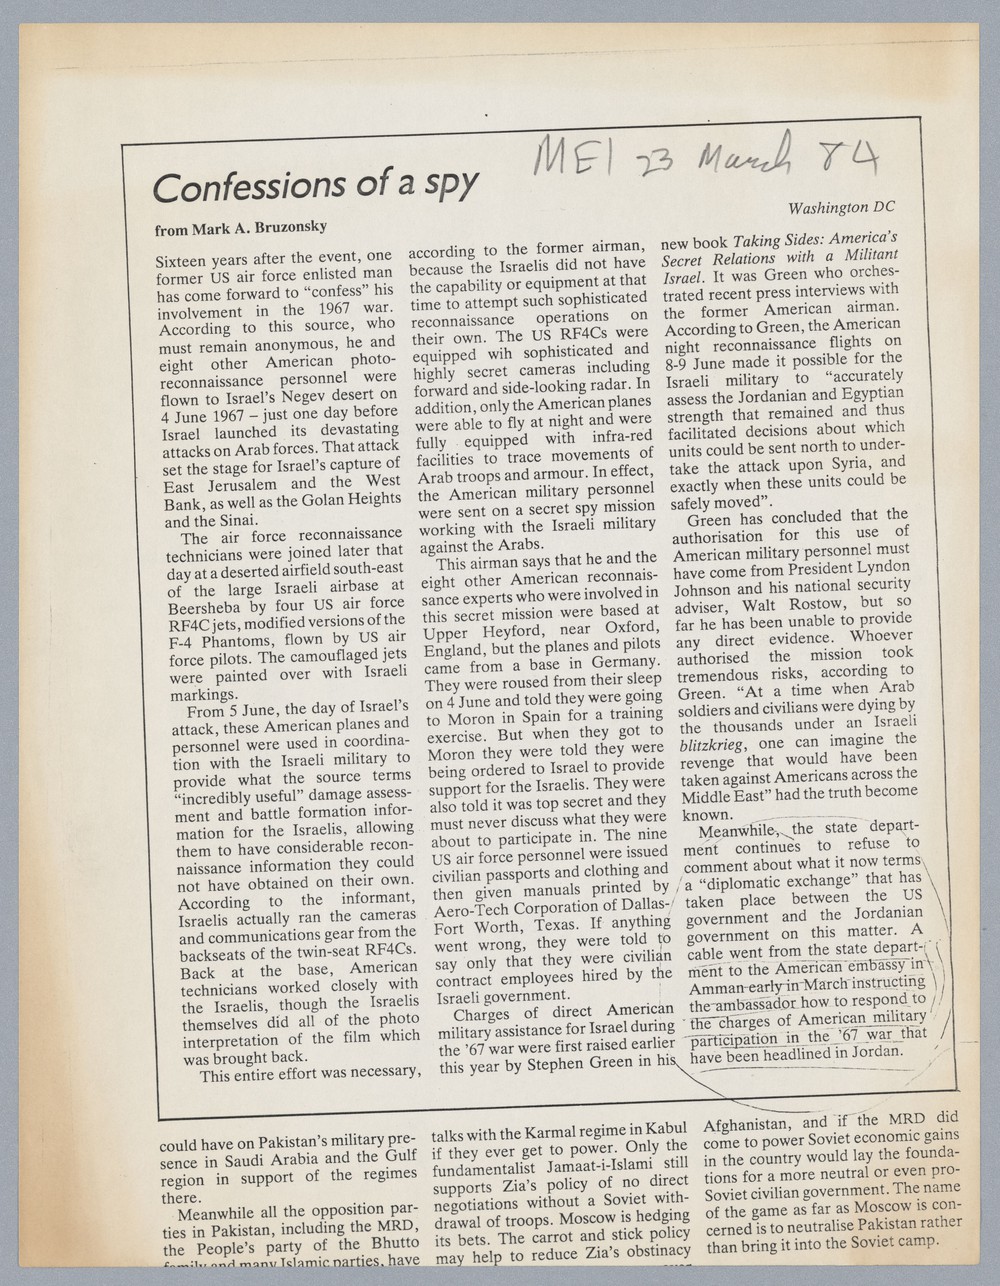 MEI 23 March 84
Confessions of a spy
Washington DC
from Mark A. Bruzonsky
Sixteen years after the event, one
former US air force enlisted man
has come forward to “confess” his
involvement in the 1967 war.
According to this source, who
must remain anonymous, he and
eight other American photo-
reconnaissance personnel were
flown to Israel’s Negev desert on
4 June 1967 – just one day before
Israel launched its devastating
attacks on Arab forces. That attack
set the stage for Israel’s capture of
East Jerusalem and the West
Bank, as well as the Golan Heights
and the Sinai.
The air force reconnaissance
technicians were joined later that
day at a deserted airfield south-east
of the large Israeli airbase at
Beersheba by four US air force
RF4C jets, modified versions of the
F-4 Phantoms, flown by US air
force pilots. The camouflaged jets
were painted over with Israeli
markings.
From 5 June, the day of Israel’s
attack, these American planes and
personnel were used in coordina-
tion with the Israeli military to
provide what the source terms
“incredibly useful” damage assess-
ment and battle formation infor-
mation for the Israelis, allowing
them to have considerable recon-
naissance information they could
not have obtained on their own.
According to the informant,
Israelis actually ran the cameras
and communications gear from the
backseats of the twin-seat RF4Cs.
Back at the base, American
technicians worked closely with
the Israelis, though the Israelis
themselves did all of the photo
interpretation of the film which
was brought back.
This entire effort was necessary,
according to the former airman,
because the Israelis did not have
the capability or equipment at that
time to attempt such sophisticated
reconnaissance operations on
their own. The US RF4Cs were
equipped wih sophisticated and
highly secret cameras including
forward and side-looking radar. In
addition, only the American planes
were able to fly at night and were
fully equipped with infra-red
facilities to trace movements of
Arab troops and armour. In effect,
the American military personnel
were sent on a secret spy mission
working with the Israeli military
against the Arabs.
This airman says that he and the
eight other American reconnais-
sance experts who were involved in
this secret mission were based at
Upper Heyford, near Oxford,
England, but the planes and pilots
came from a base in Germany.
They were roused from their sleep
on 4 June and told they were going
to Moron in Spain for a training
exercise. But when they got to
Moron they were told they were
being ordered to Israel to provide
support for the Israelis. They were
also told it was top secret and they
must never discuss what they were
about to participate in. The nine
US air force personnel were issued
civilian passports and clothing and
then given manuals printed by
Aero-Tech Corporation of Dallas-
Fort Worth, Texas. If anything
went wrong, they were told to
say only that they were civilian
contract employees hired by the
Israeli government.
Charges of direct American
military assistance for Israel during
the ’67 war were first raised earlier
this year by Stephen Green in his
new book Taking Sides: America’s
Secret Relations with a Militant
Israel. It was Green who orches-
trated recent press interviews with
the former American airman.
According to Green, the American
night reconnaissance flights on
8-9 June made it possible for the
Israeli military to “accurately
assess the Jordanian and Egyptian
strength that remained and thus
facilitated decisions about which
units could be sent north to under-
take the attack upon Syria, and
exactly when these units could be
safely moved”.
Green has concluded that the
authorisation for this use of
American military personnel must
have come from President Lyndon
Johnson and his national security
adviser, Walt Rostow, but so
far he has been unable to provide
any direct evidence. Whoever
authorised the mission took
tremendous risks, according to
Green. “At a time when Arab
soldiers and civilians were dying by
the thousands under an Israeli
blitzkrieg, one can imagine the
revenge that would have been
taken against Americans across the
Middle East” had the truth become
known.
Meanwhile, the state depart-
ment continues to refuse to
comment about what it now terms
a “diplomatic exchange” that has
taken place between the US
government and the Jordanian
government on this matter. A
cable went from the state depart-
ment to the American embassy in
Amman early in March instructing
the ambassador how to respond to
the charges of American military
participation in the ’67 war that
have been headlined in Jordan.
could have on Pakistan’s military pre-
sence in Saudi Arabia and the Gulf
region in support of the regimes
there.
Meanwhile all the opposition par-
ties in Pakistan, including the MRD,
the People’s party of the Bhutto
family and many Islamic parties, have
talks with the Karmal regime in Kabul
if they ever get to power. Only the
fundamentalist Jamaat-i-Islami still
supports Zia’s policy of no direct
negotiations without a Soviet with-
drawal of troops. Moscow is hedging
its bets. The carrot and stick policy
may help to reduce Zia’s obstinacy
Afghanistan, and if the MRD did
come to power Soviet economic gains
in the country would lay the founda-
tions for a more neutral or even pro-
Soviet civilian government. The name
of the game as far as Moscow is con-
cerned is to neutralise Pakistan rather
than bring it into the Soviet camp.